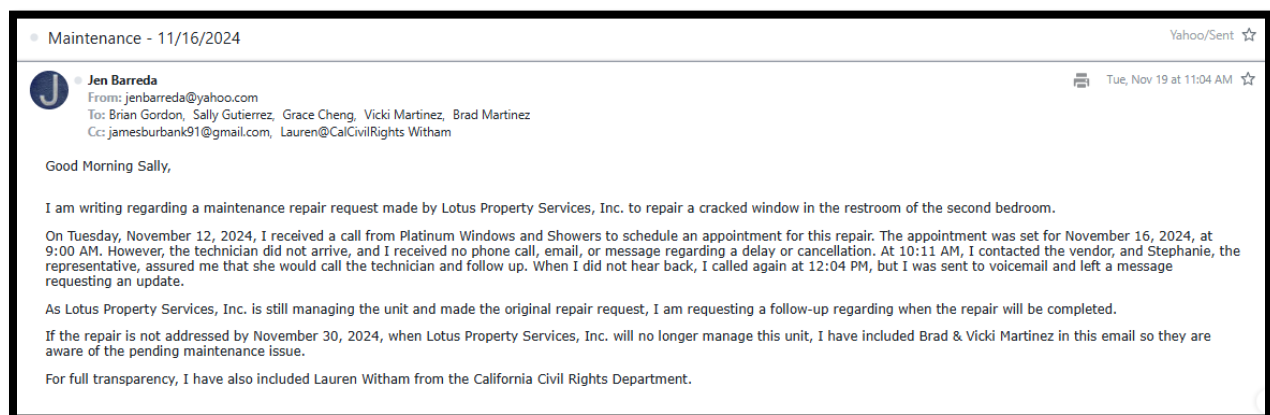 Maintenance - 11/16/2024
Yahoo/Sent
J
Jen Barreda
Tue, Nov 19 at 11:04 AM
From: jenbarreda@yahoo.com
To: Brian Gordon, Sally Gutierrez, Grace Cheng, Vicki Martinez, Brad Martinez
Cc: jamesburbank91@gmail.com, Lauren@CalCivilRights Witham
Good Morning Sally,
I am writing regarding a maintenance repair request made by Lotus Property Services, Inc. to repair a cracked window in the restroom of the second bedroom.
On Tuesday, November 12, 2024, I received a call from Platinum Windows and Showers to schedule an appointment for this repair. The appointment was set for November 16, 2024, at
9:00 AM. However, the technician did not arrive, and I received no phone call, email, or message regarding a delay or cancellation. At 10:11 AM, I contacted the vendor, and Stephanie, the
representative, assured me that she would call the technician and follow up. When I did not hear back, I called again at 12:04 PM, but I was sent to voicemail and left a message
requesting an update.
As Lotus Property Services, Inc. is still managing the unit and made the original repair request, I am requesting a follow-up regarding when the repair will be completed.
If the repair is not addressed by November 30, 2024, when Lotus Property Services, Inc. will no longer manage this unit, I have included Brad & Vicki Martinez in this email so they are
aware of the pending maintenance issue.
For full transparency, I have also included Lauren Witham from the California Civil Rights Department.